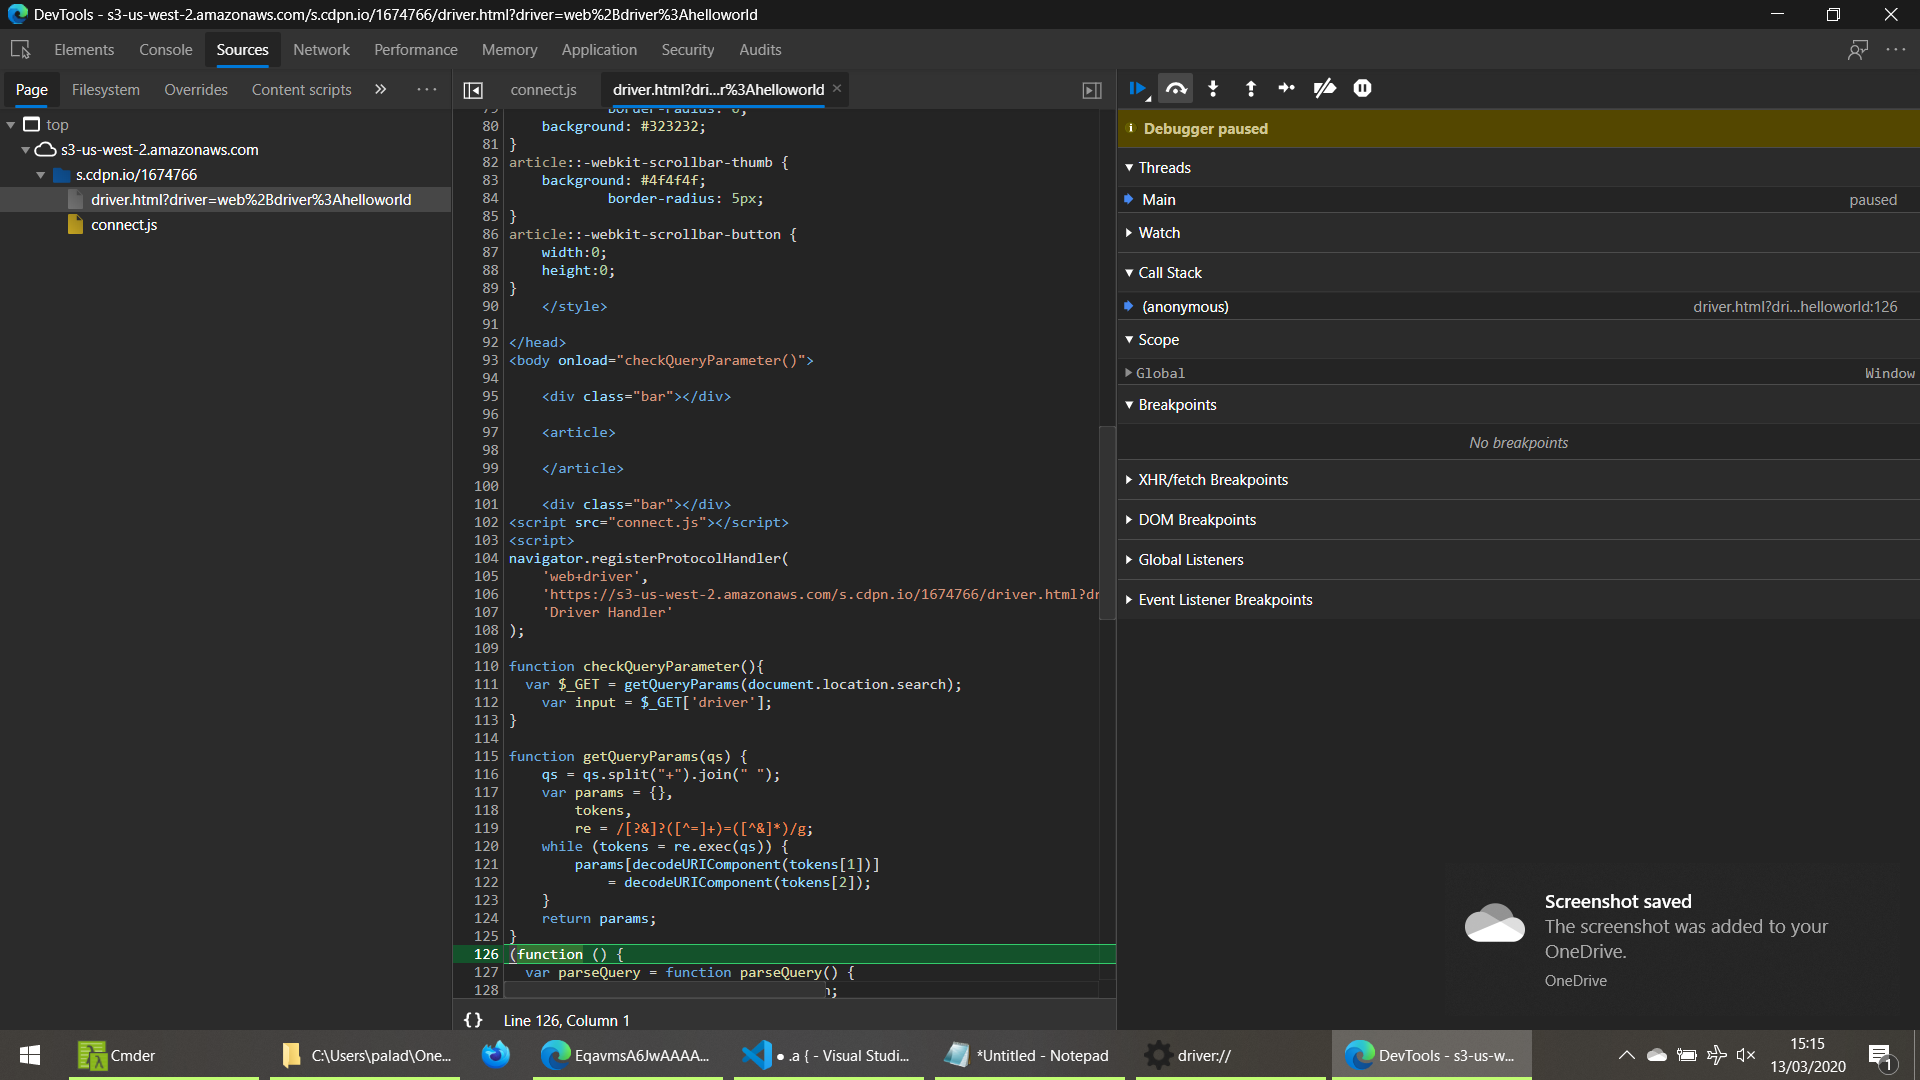 DevTools - s3-us-west-2.amazonaws.com/s.cdpn.io/1674766/driver.html?driver=web%2Bdriver%3Ahelloworld
Elements Console Sources Network Performance Memory Application Security Audits
Page Filesystem Overrides Content scripts » ···
top
s3-us-west-2.amazonaws.com
s.cdpn.io/1674766
driver.html?driver=web%2Bdriver%3Ahelloworld
connect.js
connect.js driver.html?dri...r%3Ahelloworld ×
79 border-radius: 0;
80 background: #323232;
81 }
82 article::-webkit-scrollbar-thumb {
83 background: #4f4f4f;
84 border-radius: 5px;
85 }
86 article::-webkit-scrollbar-button {
87 width:0;
88 height:0;
89 }
90 </style>
91
92 </head>
93 <body onload="checkQueryParameter()">
94
95 <div class="bar"></div>
96
97 <article>
98
99 </article>
100
101 <div class="bar"></div>
102 <script src="connect.js"></script>
103 <script>
104 navigator.registerProtocolHandler(
105 'web+driver',
106 'https://s3-us-west-2.amazonaws.com/s.cdpn.io/1674766/driver.html?dr
107 'Driver Handler'
108 );
109
110 function checkQueryParameter(){
111 var $_GET = getQueryParams(document.location.search);
112 var input = $_GET['driver'];
113 }
114
115 function getQueryParams(qs) {
116 qs = qs.split("+").join(" ");
117 var params = {},
118 tokens,
119 re = /[?&]?([^=]+)=([^&]*)/g;
120 while (tokens = re.exec(qs)) {
121 params[decodeURIComponent(tokens[1])]
122 = decodeURIComponent(tokens[2]);
123 }
124 return params;
125 }
126 (function () {
127 var parseQuery = function parseQuery() {
128
{} Line 126, Column 1
Debugger paused
Threads
Main paused
Watch
Call Stack
(anonymous) driver.html?dri...helloworld:126
Scope
Global Window
Breakpoints
No breakpoints
XHR/fetch Breakpoints
DOM Breakpoints
Global Listeners
Event Listener Breakpoints
Screenshot saved
The screenshot was added to your
OneDrive.
OneDrive
Cmder
C:\Users\palad\One...
EqavmsA6JwAAAA...
● .a { - Visual Studi...
*Untitled - Notepad
driver://
DevTools - s3-us-w...
15:15
13/03/2020
1